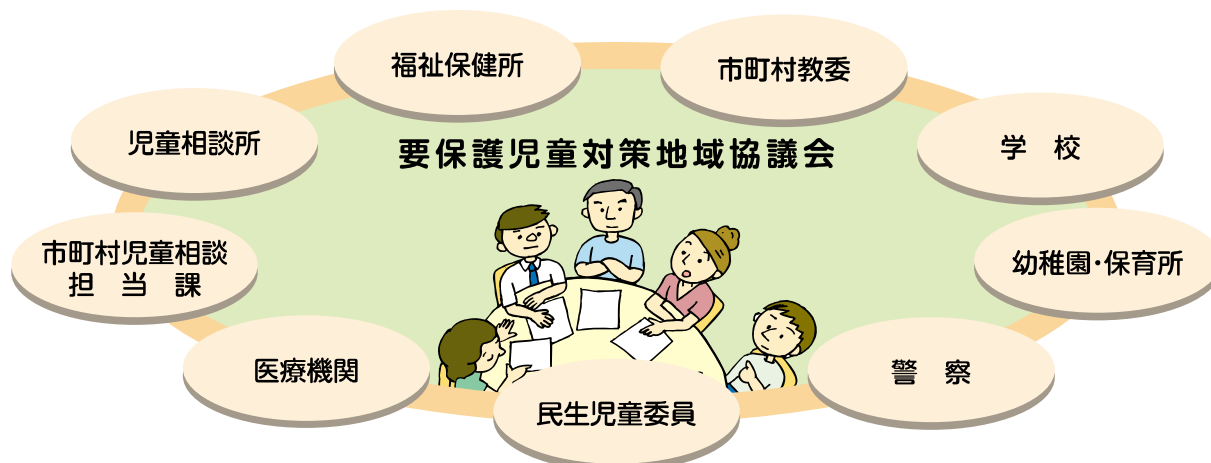 福祉保健所
市町村教委
児童相談所
要保護児童対策地域協議会
学　校
市町村児童相談
担　当　課
幼稚園・保育所
医療機関
警　察
民生児童委員